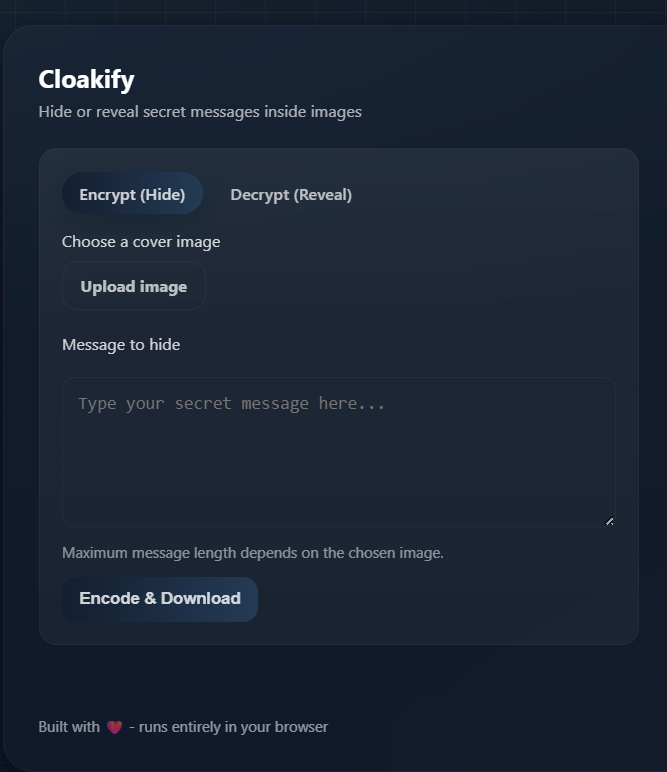 Cloakify
Hide or reveal secret messages inside images
Encrypt (Hide) Decrypt (Reveal)
Choose a cover image
Upload image
Message to hide
Type your secret message here...
Maximum message length depends on the chosen image.
Encode & Download
Built with ❤️ - runs entirely in your browser